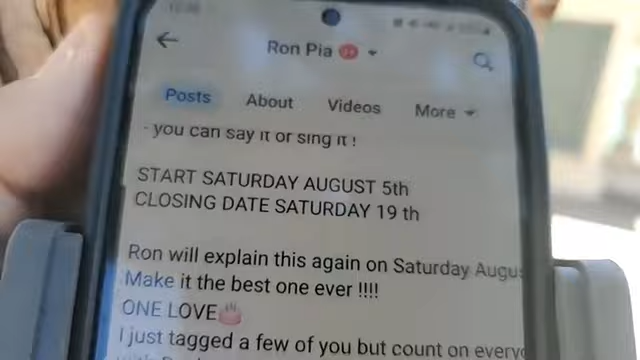 Ron Pia
Posts About Videos More
- you can say it or sing it !
START SATURDAY AUGUST 5th
CLOSING DATE SATURDAY 19 th
Ron will explain this again on Saturday Augus
Make it the best one ever !!!!
ONE LOVE🎂
I just tagged a few of you but count on everyo